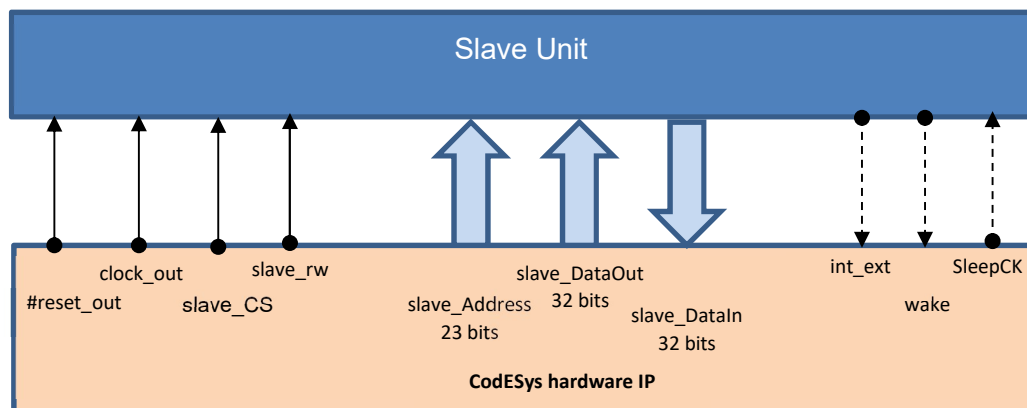 Slave Unit
#reset_out
clock_out
slave_CS
slave_rw
slave_Address
23 bits
slave_DataOut
32 bits
slave_DataIn
32 bits
int_ext
wake
SleepCK
CodESys hardware IP